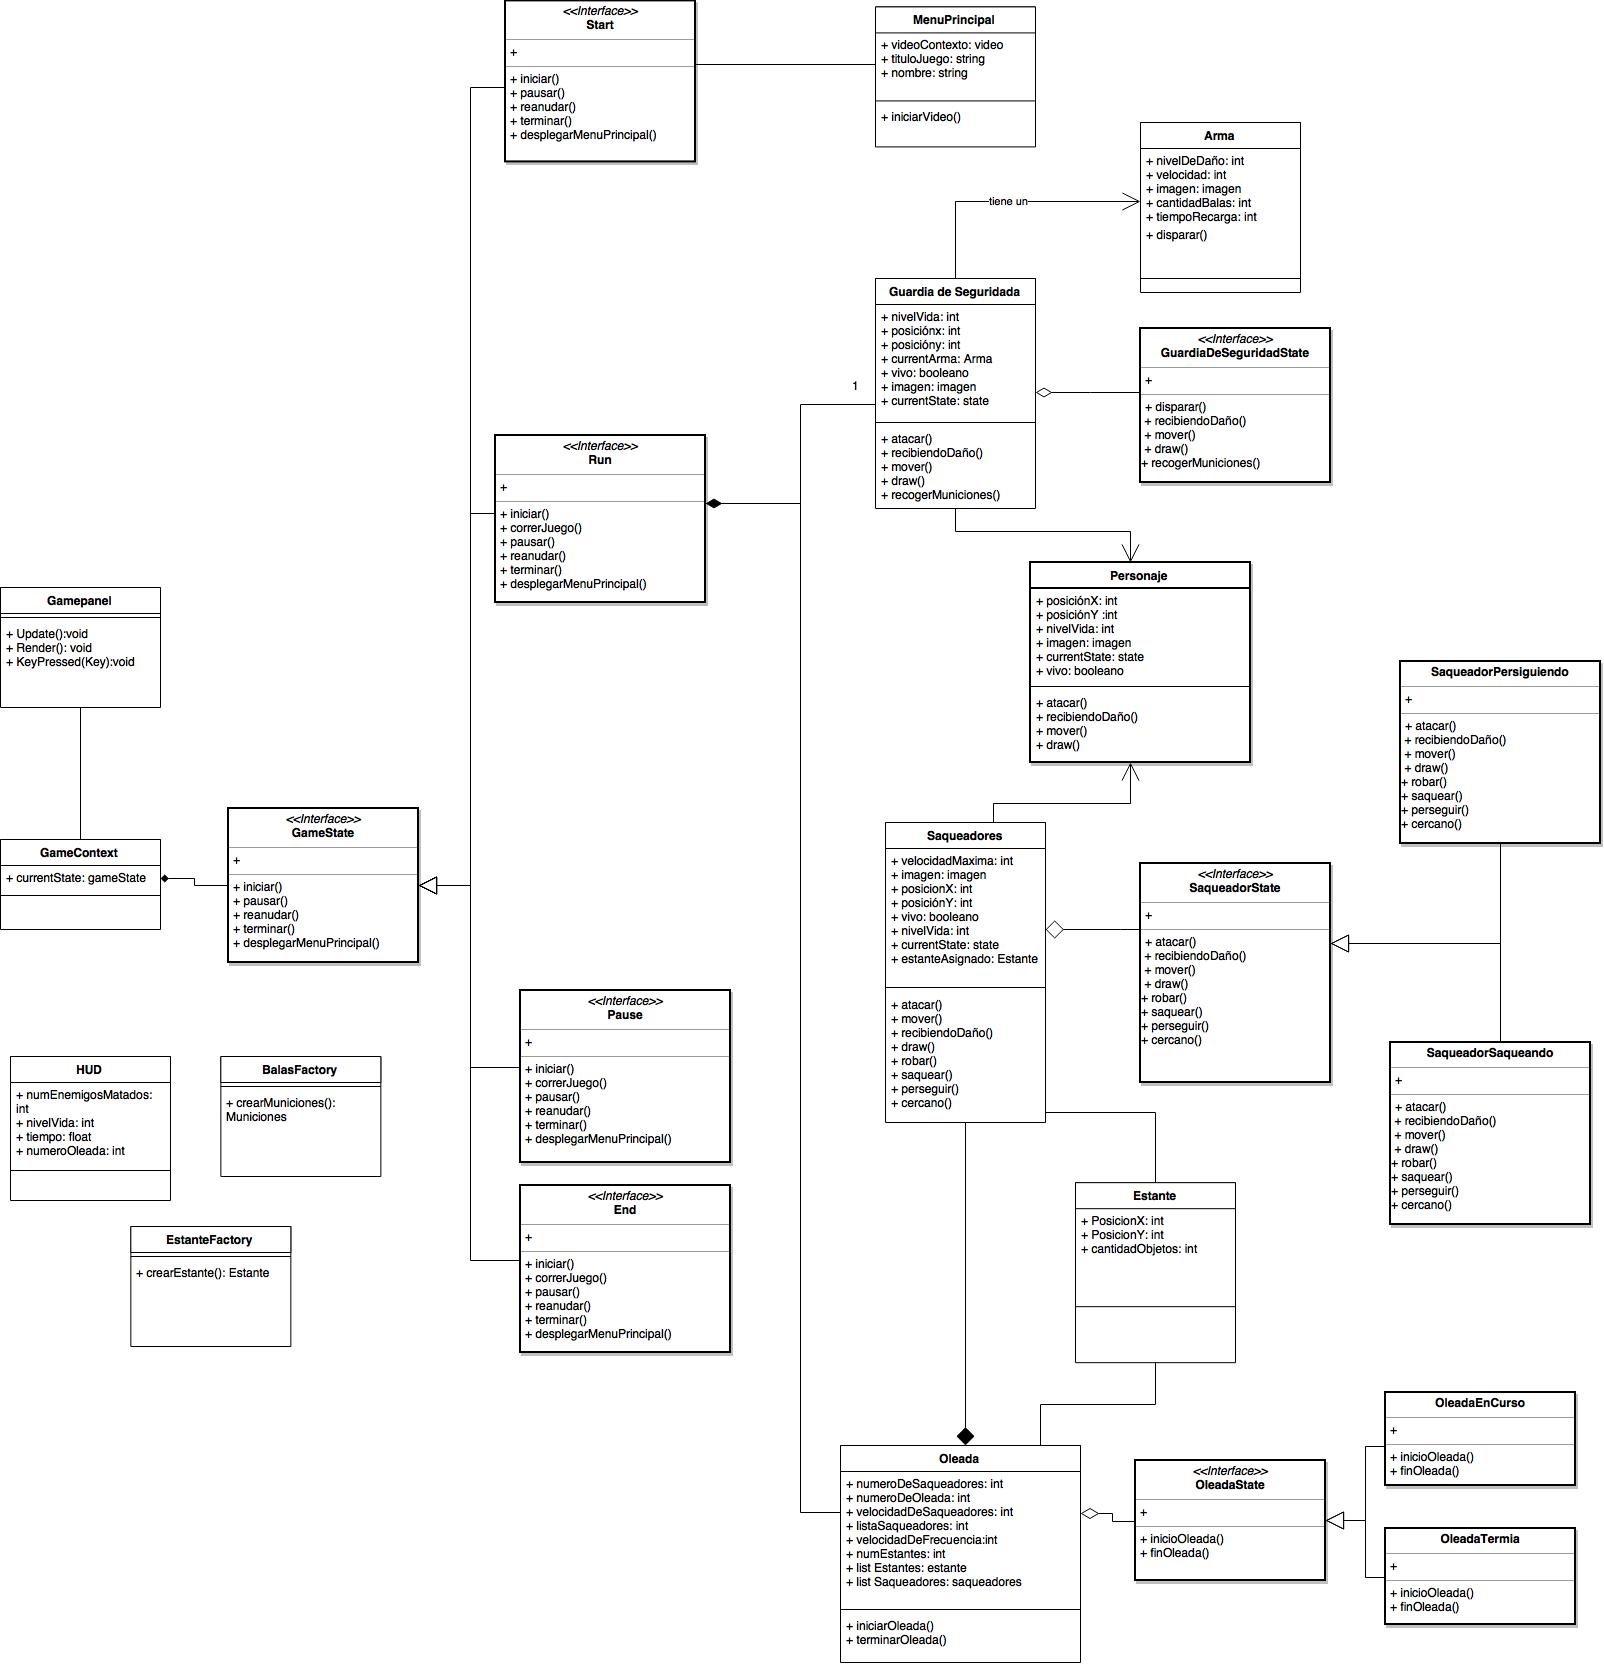 <<Interface>>
Start
+
+ iniciar()
+ pausar()
+ reanudar()
+ terminar()
+ desplegarMenuPrincipal()
MenuPrincipal
+ videoContexto: video
+ tituloJuego: string
+ nombre: string
+ iniciarVideo()
Arma
+ nivelDeDaño: int
+ velocidad: int
+ imagen: imagen
+ cantidadBalas: int
+ tiempoRecarga: int
+ disparar()
tiene un
Guardia de Seguridada
+ nivelVida: int
+ posiciónx: int
+ posicióny: int
+ currentArma: Arma
+ vivo: booleano
+ imagen: imagen
+ currentState: state
+ atacar()
+ recibiendoDaño()
+ mover()
+ draw()
+ recogerMuniciones()
1
<<Interface>>
GuardiaDeSeguridadState
+
+ disparar()
+ recibiendoDaño()
+ mover()
+ draw()
+ recogerMuniciones()
<<Interface>>
Run
+
+ iniciar()
+ correrJuego()
+ pausar()
+ reanudar()
+ terminar()
+ desplegarMenuPrincipal()
Personaje
+ posiciónX: int
+ posiciónY :int
+ nivelVida: int
+ imagen: imagen
+ currentState: state
+ vivo: booleano
+ atacar()
+ recibiendoDaño()
+ mover()
+ draw()
Gamepanel
+ Update():void
+ Render(): void
+ KeyPressed(Key):void
SaqueadorPersiguiendo
+
+ atacar()
+ recibiendoDaño()
+ mover()
+ draw()
+ robar()
+ saquear()
+ perseguir()
+ cercano()
GameContext
+ currentState: gameState
<<Interface>>
GameState
+
+ iniciar()
+ pausar()
+ reanudar()
+ terminar()
+ desplegarMenuPrincipal()
Saqueadores
+ velocidadMaxima: int
+ imagen: imagen
+ posicionX: int
+ posiciónY: int
+ vivo: booleano
+ nivelVida: int
+ currentState: state
+ estanteAsignado: Estante
+ atacar()
+ mover()
+ recibiendoDaño()
+ draw()
+ robar()
+ saquear()
+ perseguir()
+ cercano()
<<Interface>>
SaqueadorState
+
+ atacar()
+ recibiendoDaño()
+ mover()
+ draw()
+ robar()
+ saquear()
+ perseguir()
+ cercano()
<<Interface>>
Pause
+
+ iniciar()
+ correrJuego()
+ pausar()
+ reanudar()
+ terminar()
+ desplegarMenuPrincipal()
SaqueadorSaqueando
+
+ atacar()
+ recibiendoDaño()
+ mover()
+ draw()
+ robar()
+ saquear()
+ perseguir()
+ cercano()
HUD
+ numEnemigosMatados:
int
+ nivelVida: int
+ tiempo: float
+ numeroOleada: int
BalasFactory
+ crearMuniciones():
Municiones
EstanteFactory
+ crearEstante(): Estante
<<Interface>>
End
+
+ iniciar()
+ correrJuego()
+ pausar()
+ reanudar()
+ terminar()
+ desplegarMenuPrincipal()
Estante
+ PosicionX: int
+ PosicionY: int
+ cantidadObjetos: int
Oleada
+ numeroDeSaqueadores: int
+ numeroDeOleada: int
+ velocidadDeSaqueadores: int
+ listaSaqueadores: int
+ velocidadDeFrecuencia:int
+ numEstantes: int
+ list Estantes: estante
+ list Saqueadores: saqueadores
+ iniciarOleada()
+ terminarOleada()
<<Interface>>
OleadaState
+
+ inicioOleada()
+ finOleada()
OleadaEnCurso
+
+ inicioOleada()
+ finOleada()
OleadaTermia
+
+ inicioOleada()
+ finOleada()